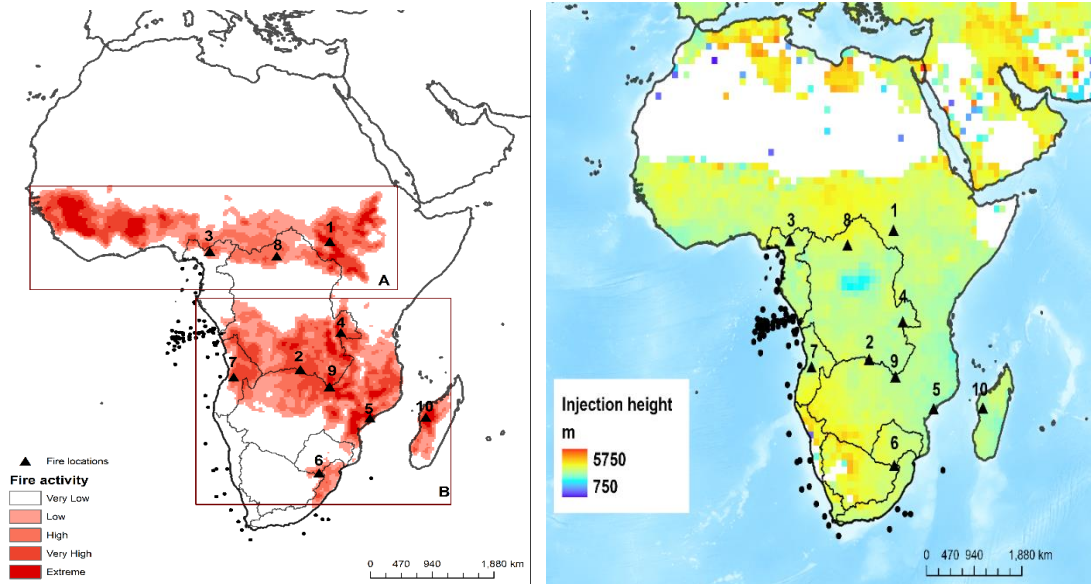 1
3
8
A
4
2
7
9
5
10
6
B
Fire locations
Fire activity
Very Low
Low
High
Very High
Extreme
0 470 940 1,880 km
1
3
8
4
2
7
9
5
10
6
Injection height
m
5750
750
0 470 940 1,880 km